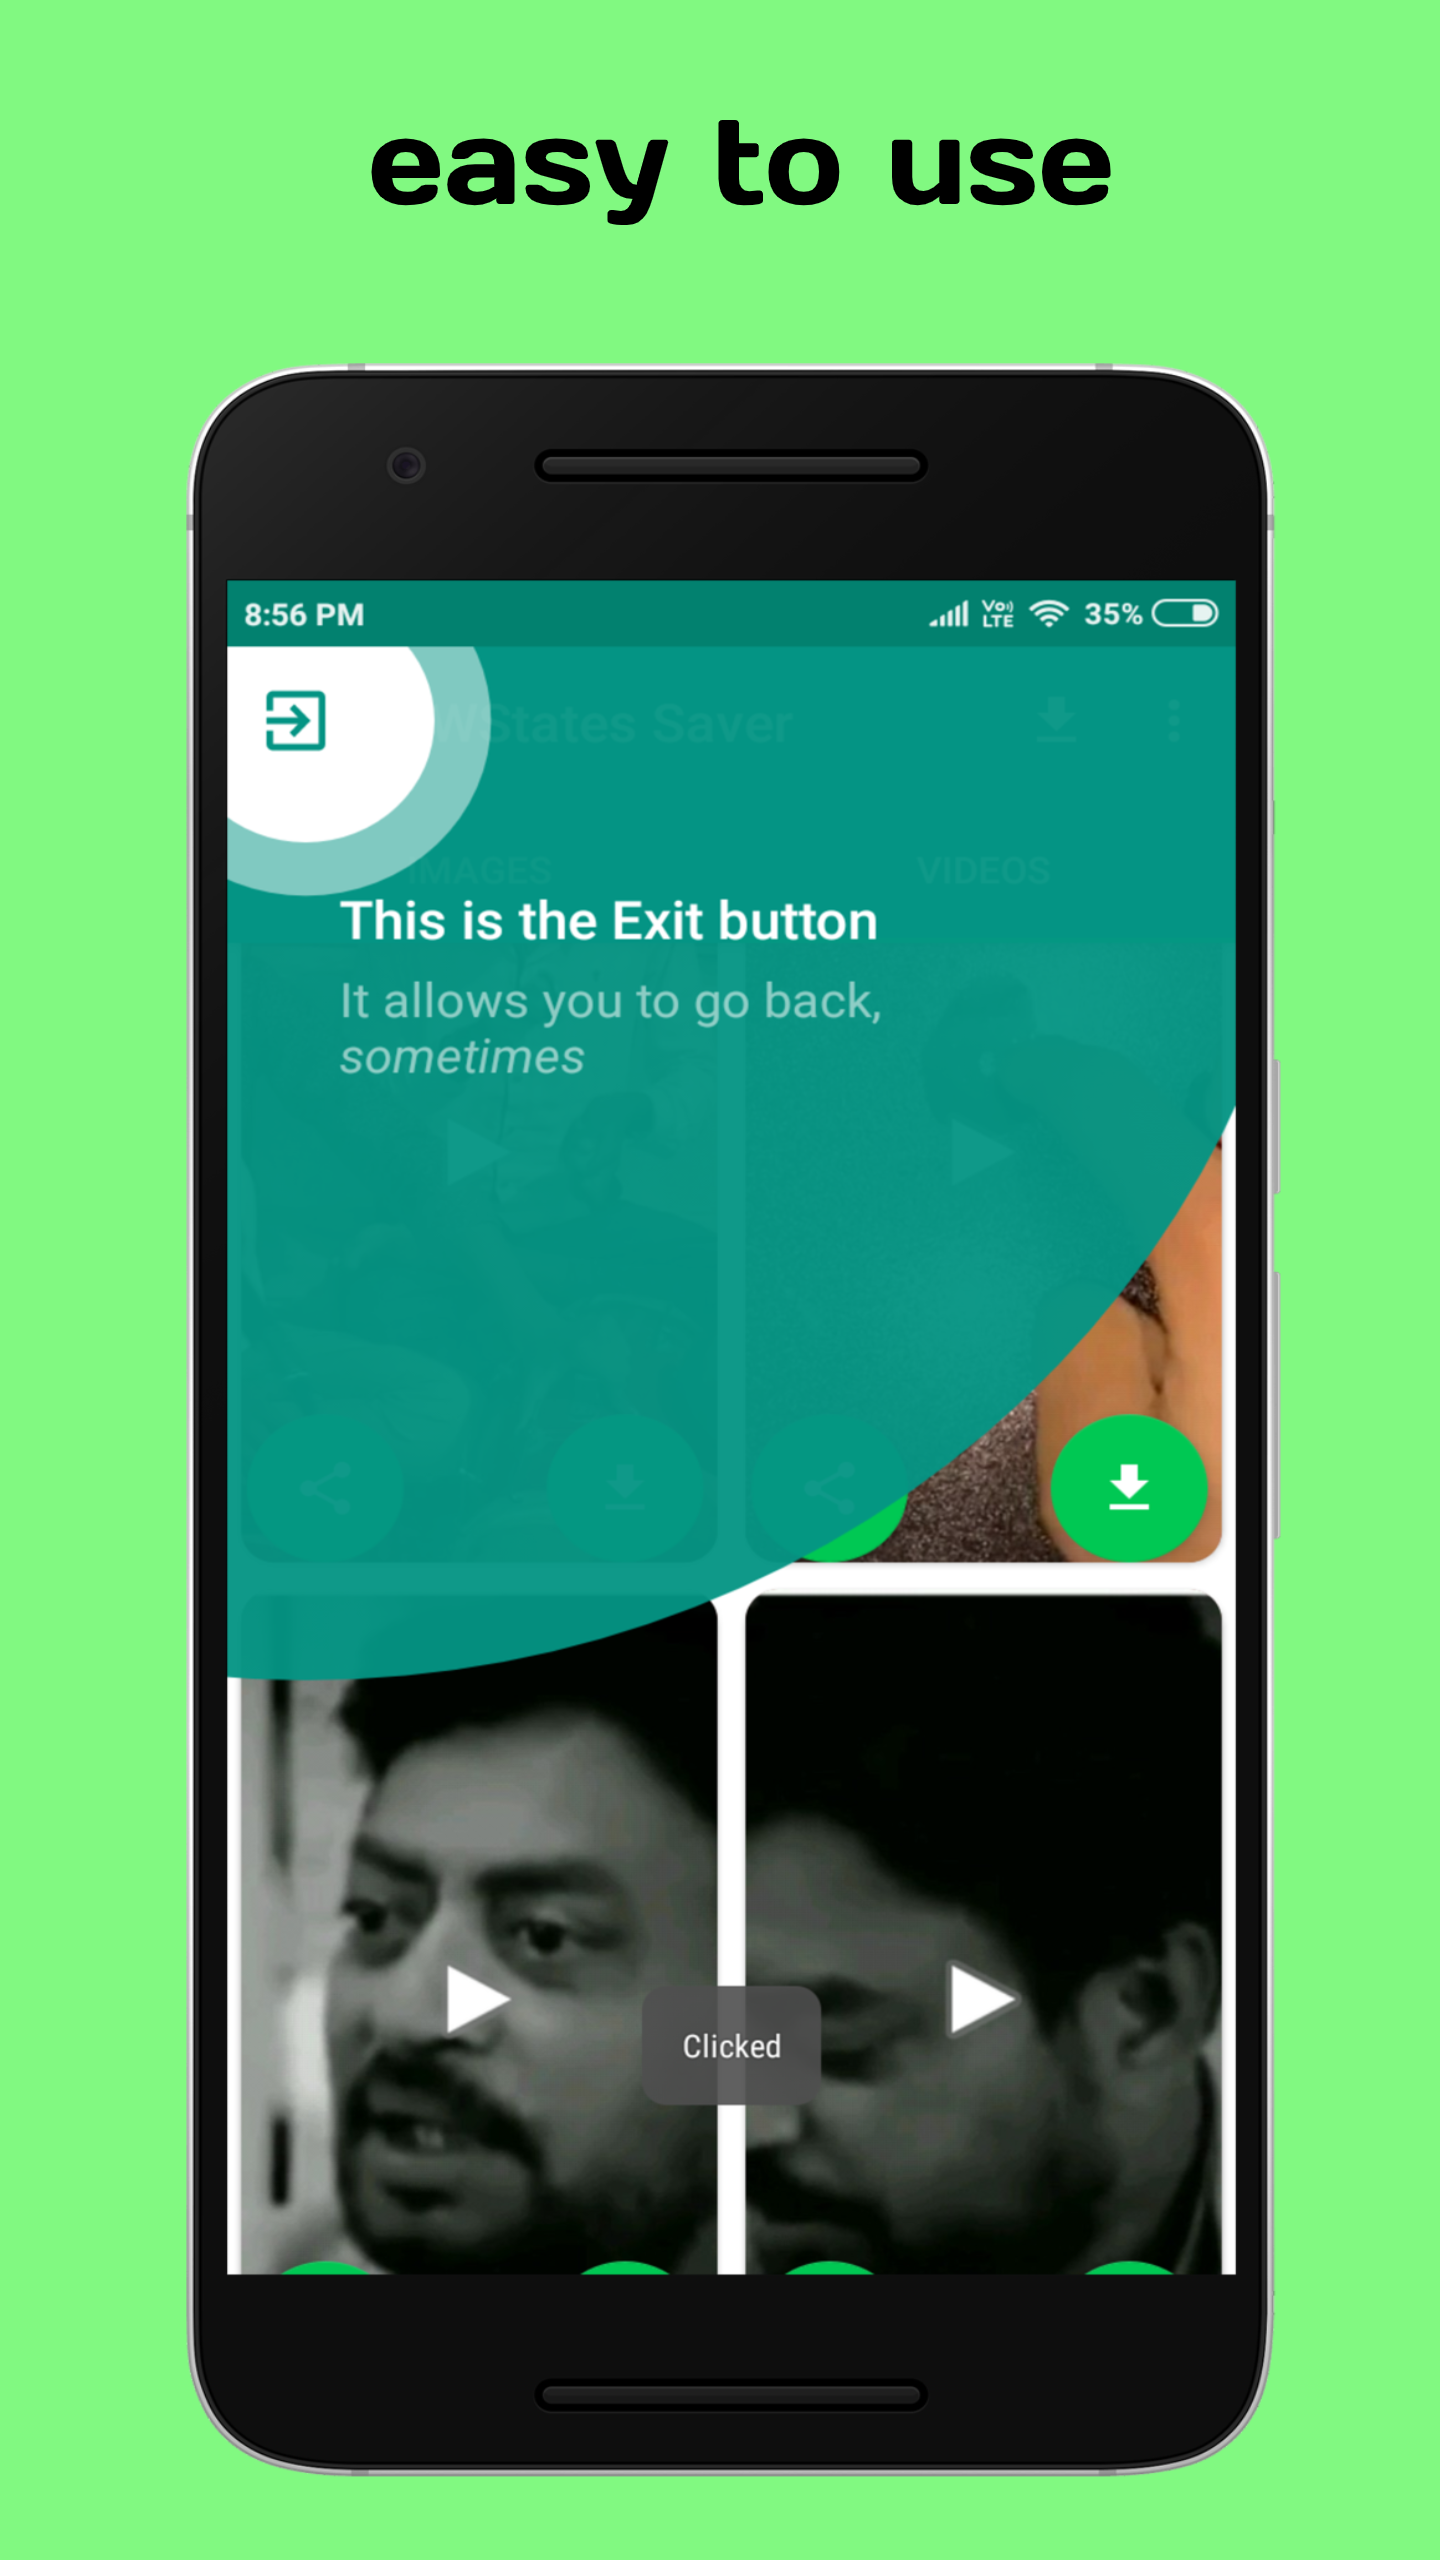 easy to use
8:56 PM
Vo))
LTE
35%
WStates Saver
IMAGES
VIDEOS
This is the Exit button
It allows you to go back,
sometimes
Clicked